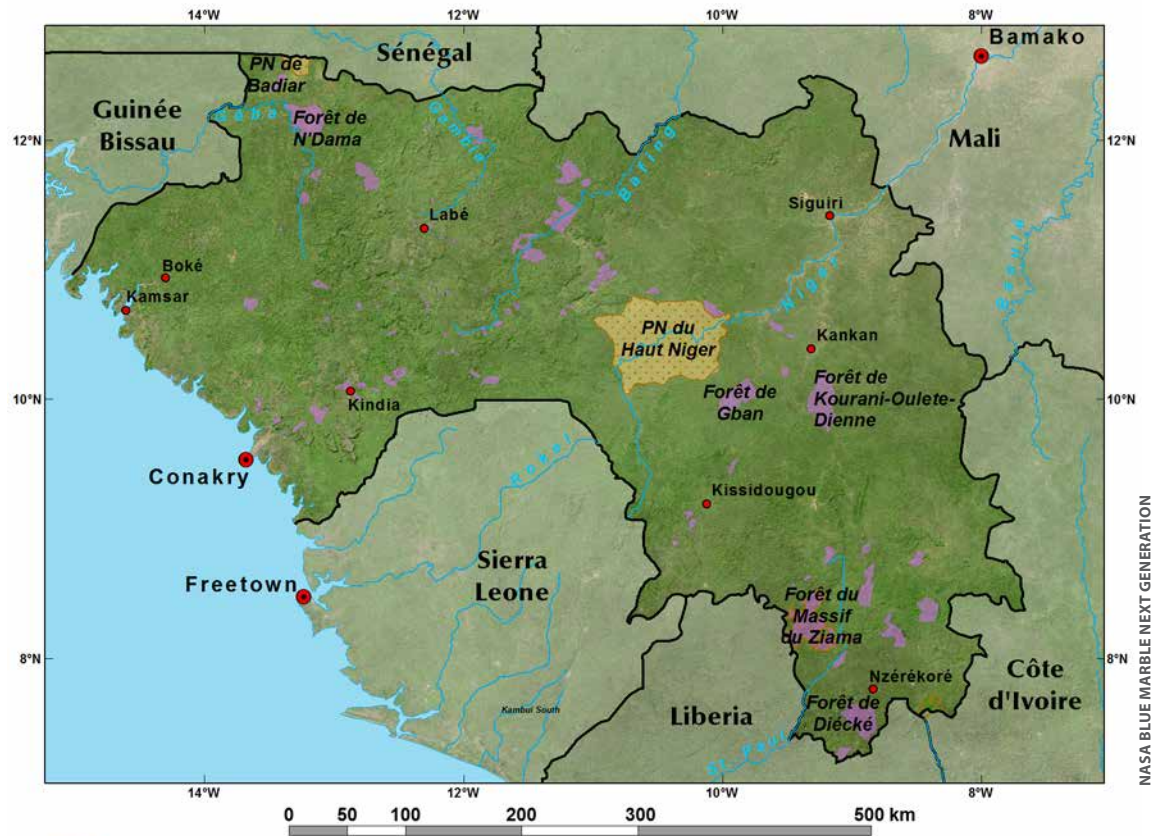 14°W
12°W
10°W
8°W
Bamako
Sénégal
PN de
Badiar
Guinée
Bissau
Forêt de
N'Dama
Gambia
Bafing
12°N
12°N
Mali
Labé
Siguiri
Boké
Kamsar
Niger
Baoulé
PN du
Haut Niger
Kankan
Forêt de
Gban
Forêt de
Kourani-Oulete-
Dienne
10°N
10°N
Kindia
Conakry
Rokel
Kissidougou
Sierra
Leone
Freetown
Forêt du
Massif
du Ziama
8°N
8°N
Nzérékoré
Côte
d'Ivoire
Forêt de
Diécké
Liberia
Kambui South
St. Paul
14°W
12°W
10°W
8°W
0 50 100 200 300 500 km
NASA BLUE MARBLE NEXT GENERATION